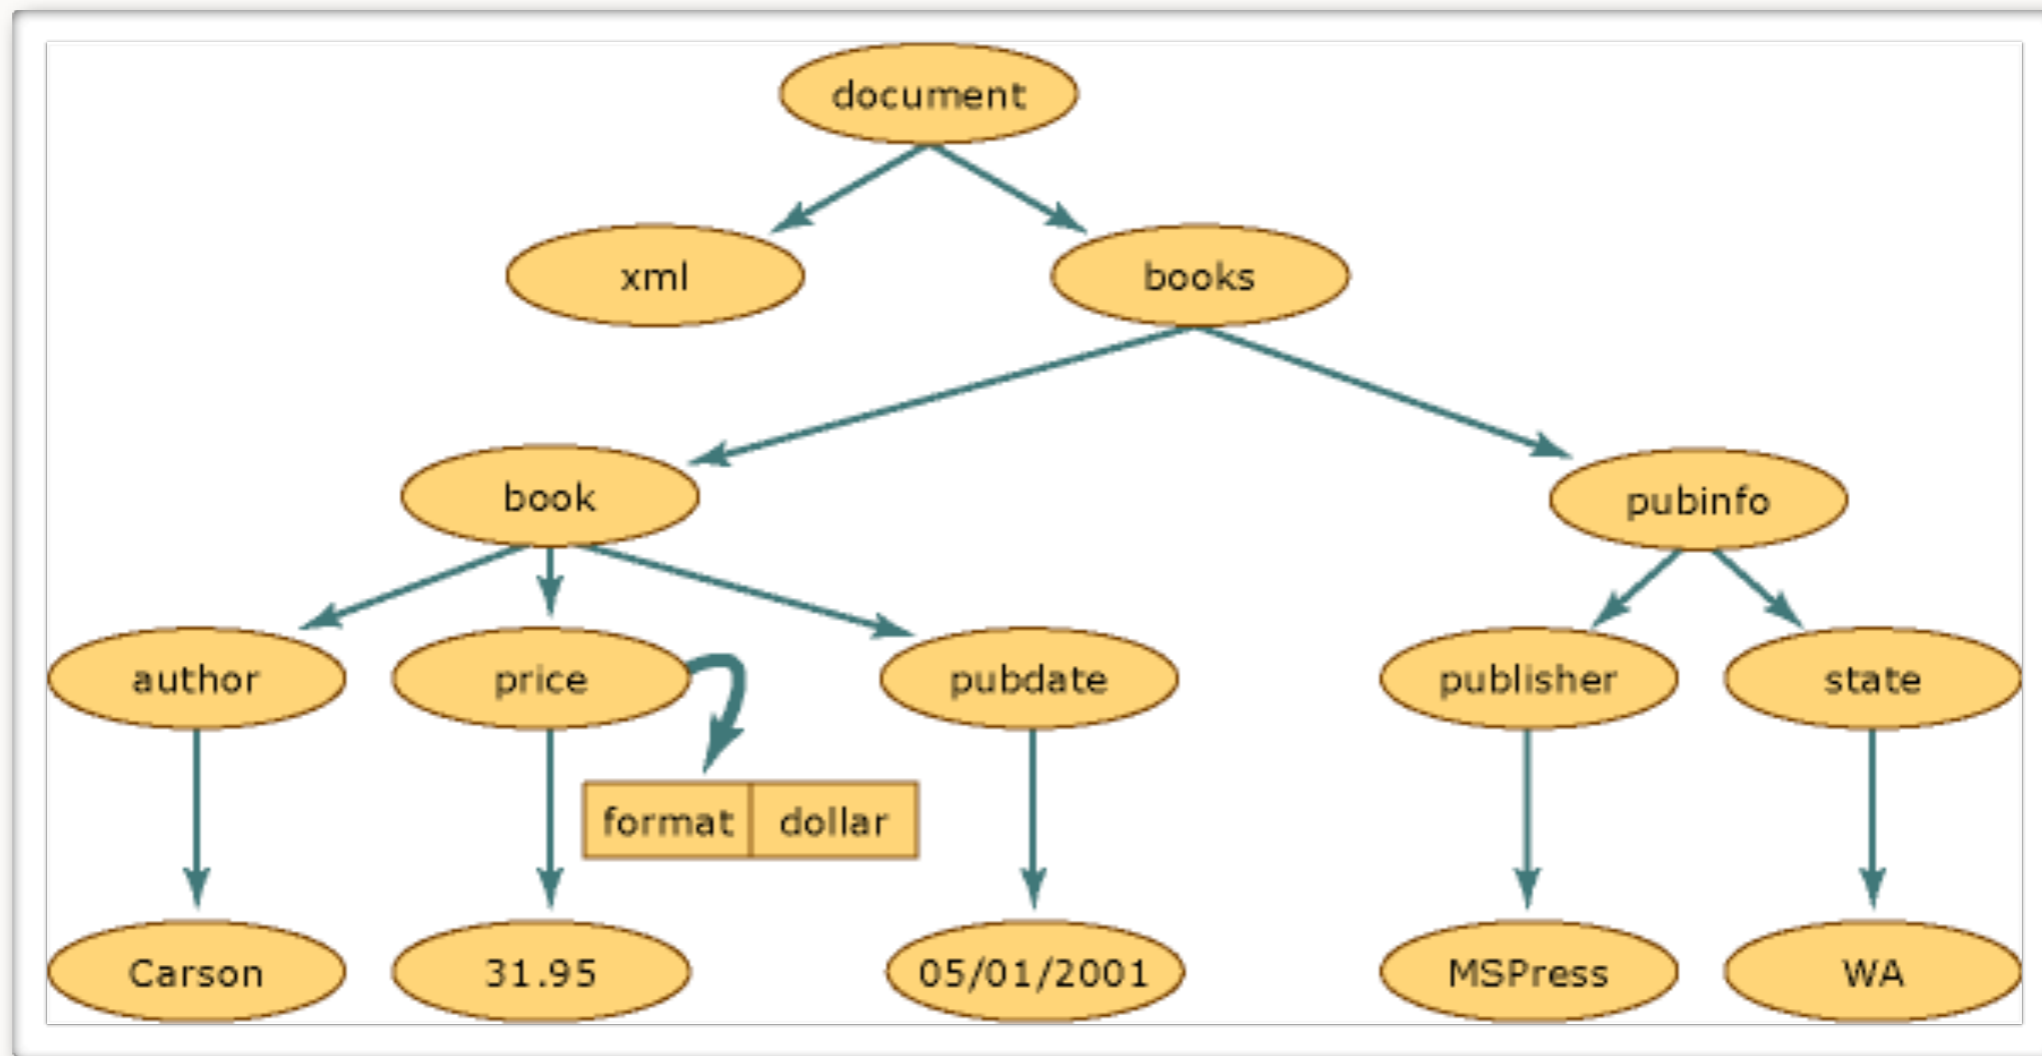 document
xml
books
book
pubinfo
author
price
pubdate
publisher
state
format
dollar
Carson
31.95
05/01/2001
MSPress
WA